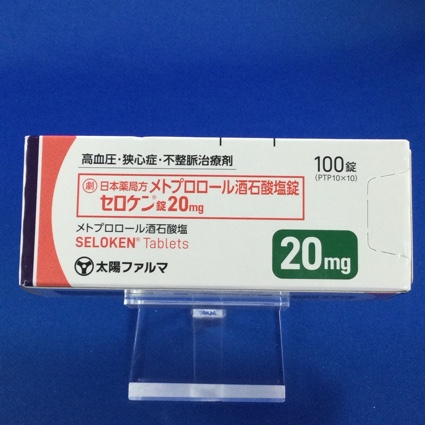 高血圧・狭心症・不整脈治療剤
100錠
(PTP10×10)
劇 日本薬局方 メトプロロール酒石酸塩錠
セロケン®錠20mg
メトプロロール酒石酸塩
SELOKEN® Tablets
20mg
太陽ファルマ